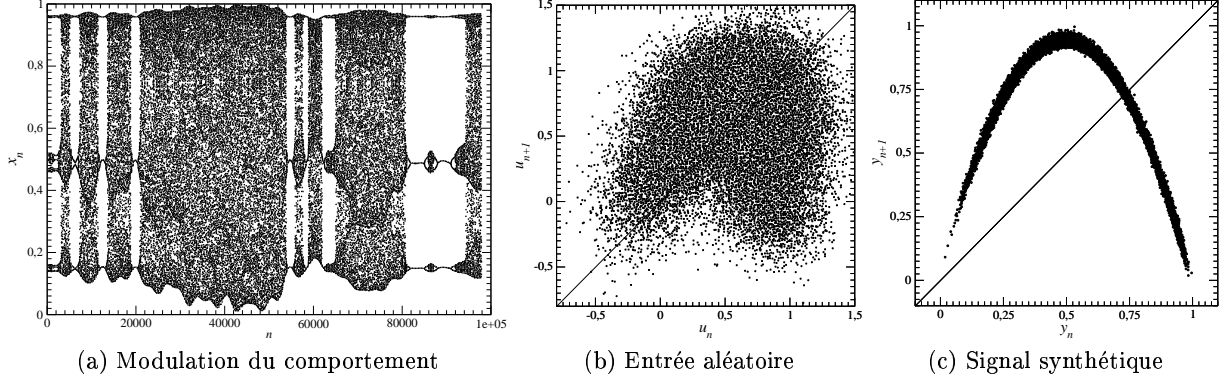 1
0,8
0,6
0,4
0,2
0
x_n
0 20000 40000 60000 80000 1e+05
n
1,5
1
0,5
0
-0,5
u_{n+1}
-0,5 0 0,5 1 1,5
u_n
1
0,75
0,5
0,25
0
y_{n+1}
0 0,25 0,5 0,75 1
y_n
(a) Modulation du comportement
(b) Entrée aléatoire
(c) Signal synthétique